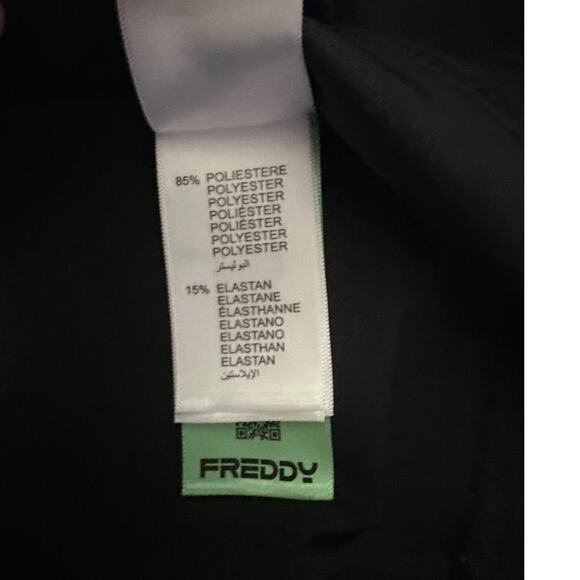 85% POLIESTERE
POLYESTER
POLYESTER
POLIÉSTER
POLIÉSTER
POLYESTER
POLYESTER
البوليستر
15% ELASTAN
ELASTANE
ÉLASTHANNE
ELASTANO
ELASTANO
ELASTHAN
ELASTAN
الإيلاستين
FREDDY